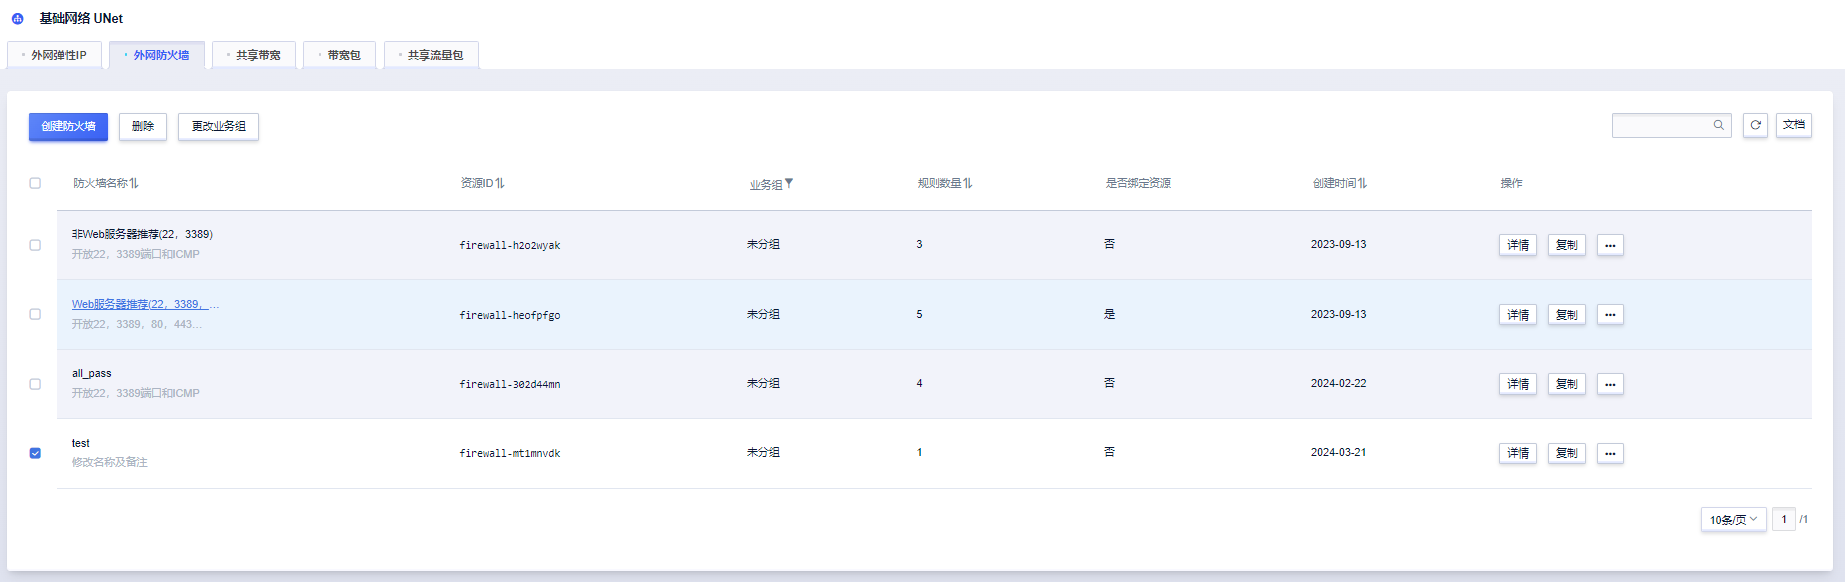 基础网络 UNet
外网弹性IP
外网防火墙
共享带宽
带宽包
共享流量包
创建防火墙
删除
更改业务组
文档
防火墙名称
资源ID
业务组
规则数量
是否绑定资源
创建时间
操作
非Web服务器推荐(22，3389)
开放22，3389端口和ICMP
firewall-h2o2wyak
未分组
3
否
2023-09-13
详情
复制
...
Web服务器推荐(22，3389，...
开放22，3389，80，443...
firewall-heofpfgo
未分组
5
是
2023-09-13
详情
复制
...
all_pass
开放22，3389端口和ICMP
firewall-302d44mn
未分组
4
否
2024-02-22
详情
复制
...
test
修改名称及备注
firewall-mt1mnvdk
未分组
1
否
2024-03-21
详情
复制
...
10条/页
1
/1